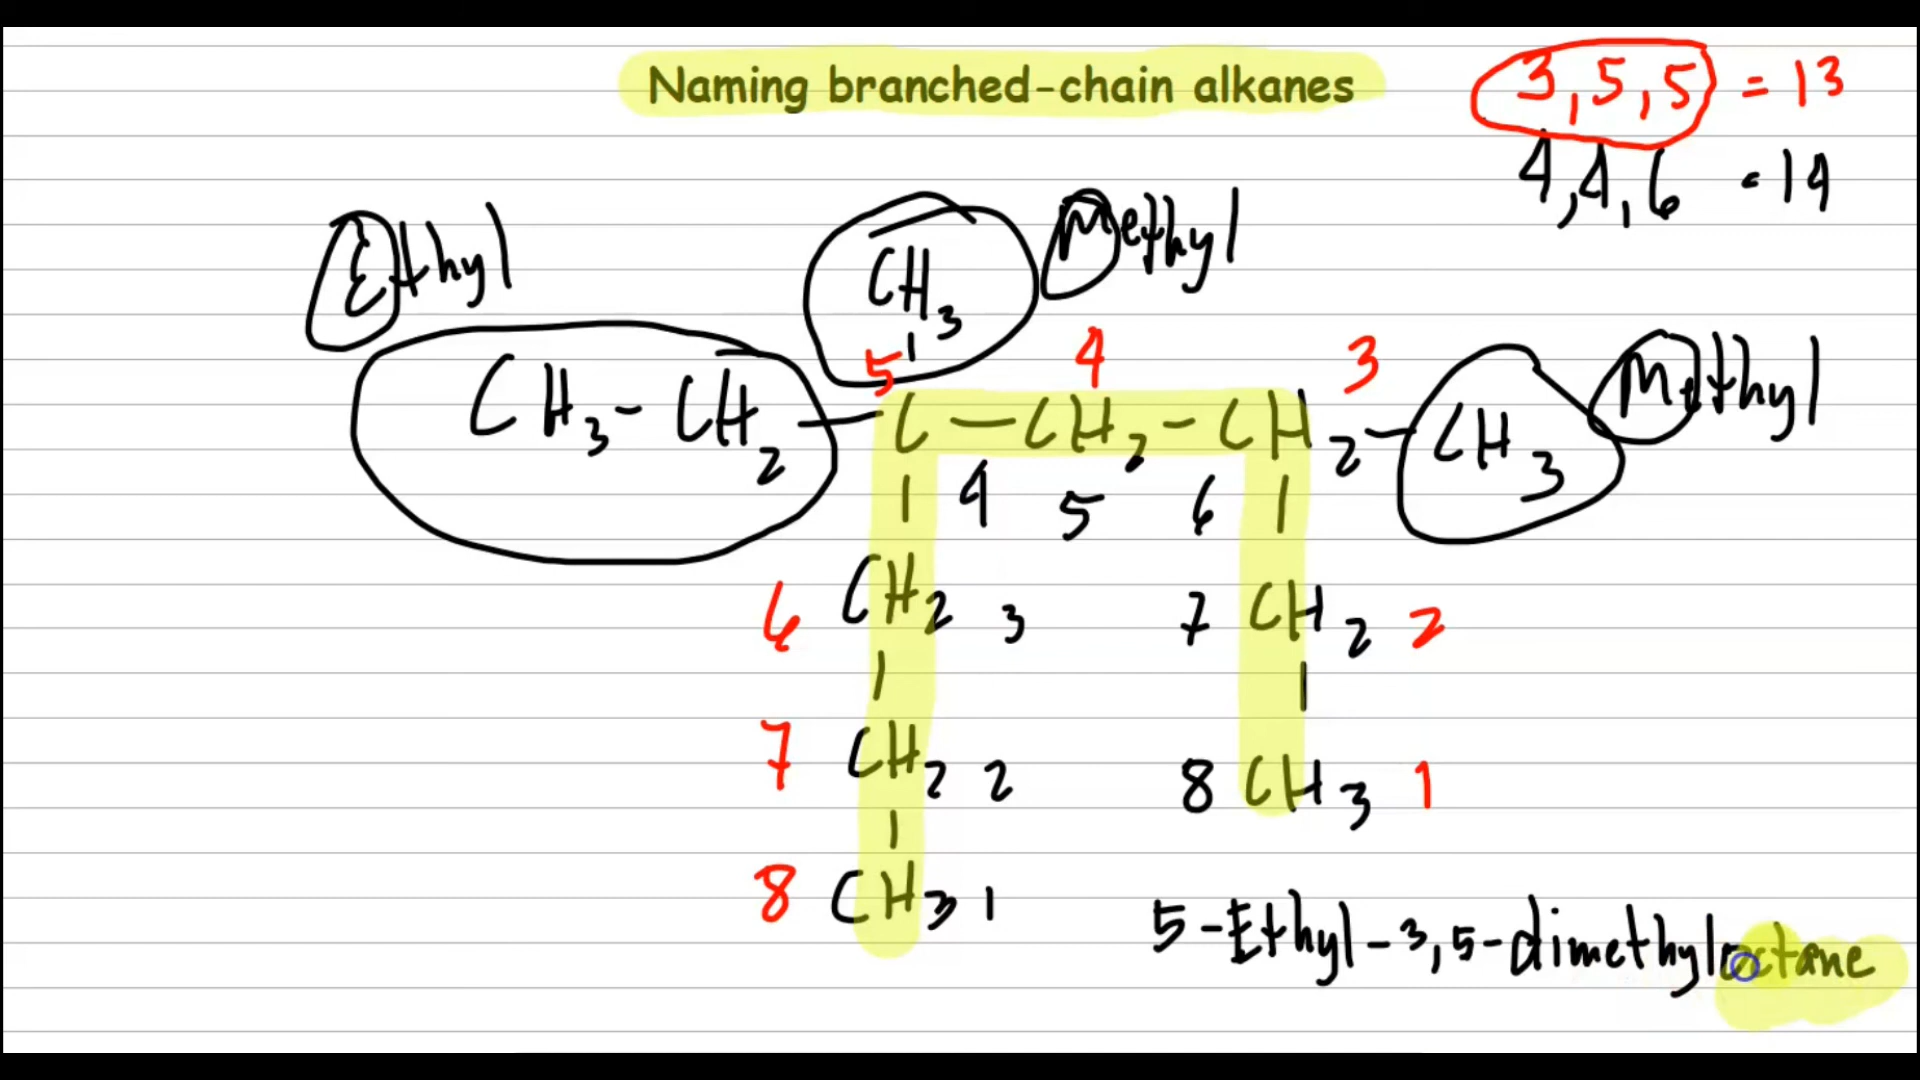 Naming branched-chain alkanes
3,5,5 = 13
4,4,6 = 14
Ethyl
CH3 Methyl
5 4 3
Methyl
CH3-CH2-C-CH2-CH2-CH3
4 5 6
6 CH2 3 7 CH2 2
7 CH2 2 8 CH3 1
8 CH3 1
5-Ethyl-3,5-dimethyloctane